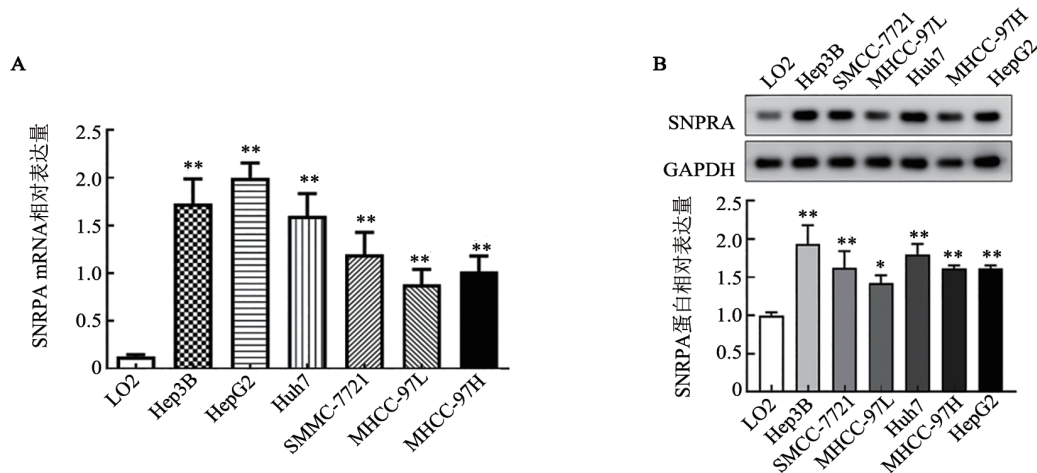 A
SNRPA mRNA相对表达量
2.5
2.0
1.5
1.0
0.5
0
** ** ** ** ** **
LO2 Hep3B HepG2 Huh7 SMMC-7721 MHCC-97L MHCC-97H
B
LO2 Hep3B SMCC-7721 MHCC-97L Huh7 MHCC-97H HepG2
SNPRA
GAPDH
SNRPA蛋白相对表达量
2.5
2.0
1.5
1.0
0.5
0
** ** * ** ** **
LO2 Hep3B SMCC-7721 MHCC-97L Huh7 MHCC-97H HepG2